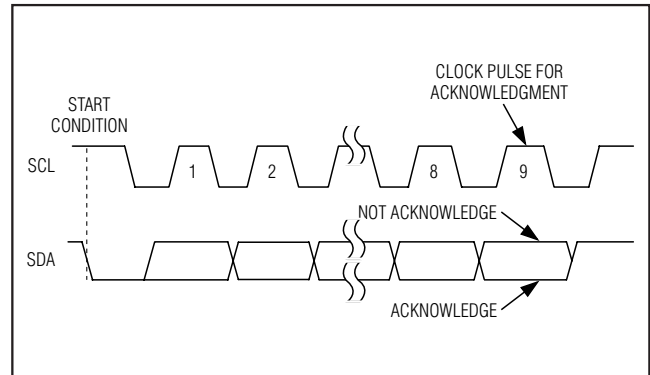 CLOCK PULSE FOR
ACKNOWLEDGMENT
START
CONDITION
SCL
1
2
8
9
NOT ACKNOWLEDGE
SDA
ACKNOWLEDGE